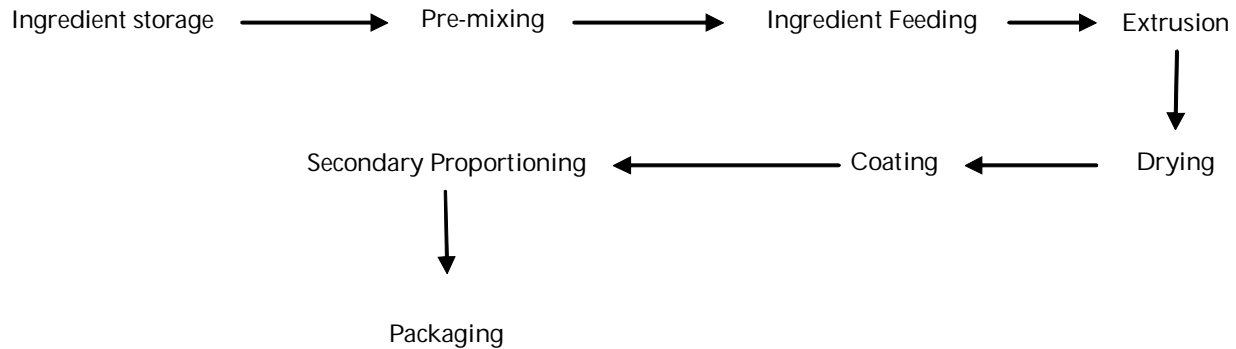 Ingredient storage
Pre-mixing
Ingredient Feeding
Extrusion
Drying
Coating
Secondary Proportioning
Packaging